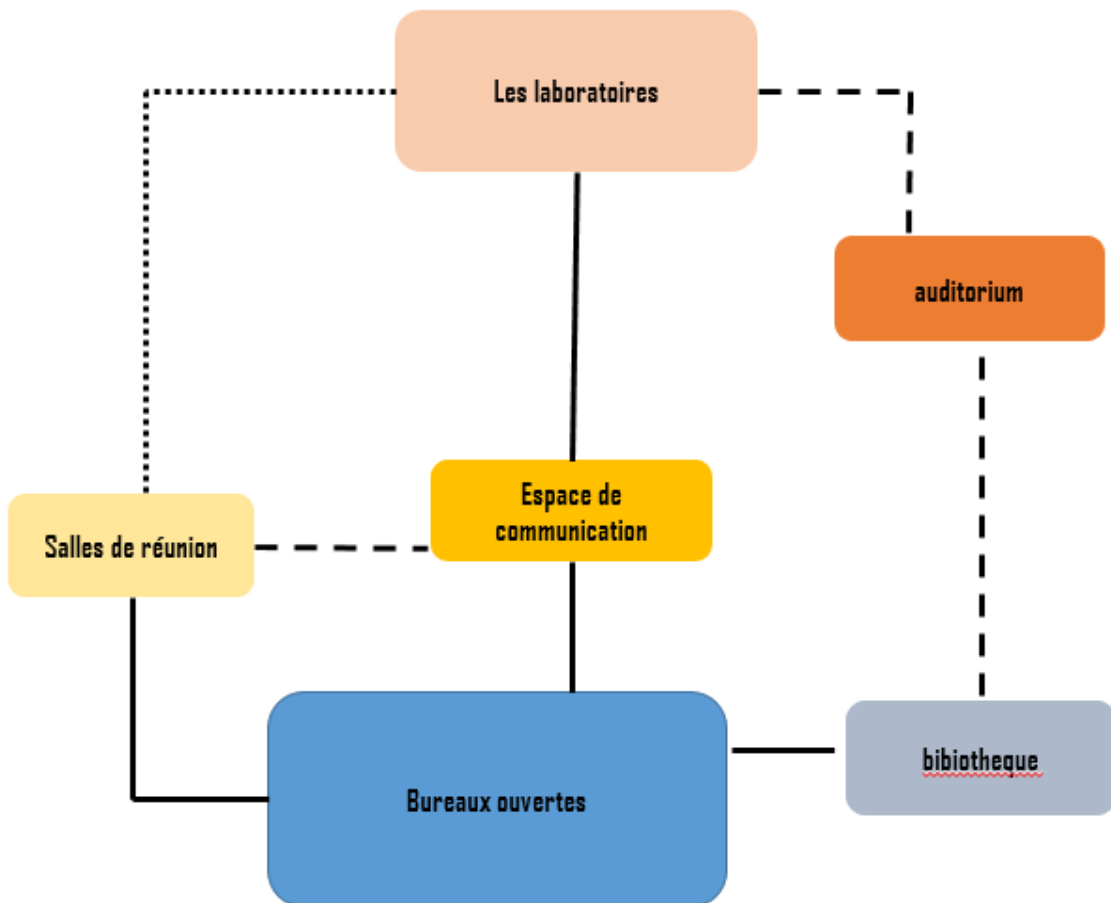 Les laboratoires
auditorium
Espace de
communication
Salles de réunion
bibiotheque
Bureaux ouvertes